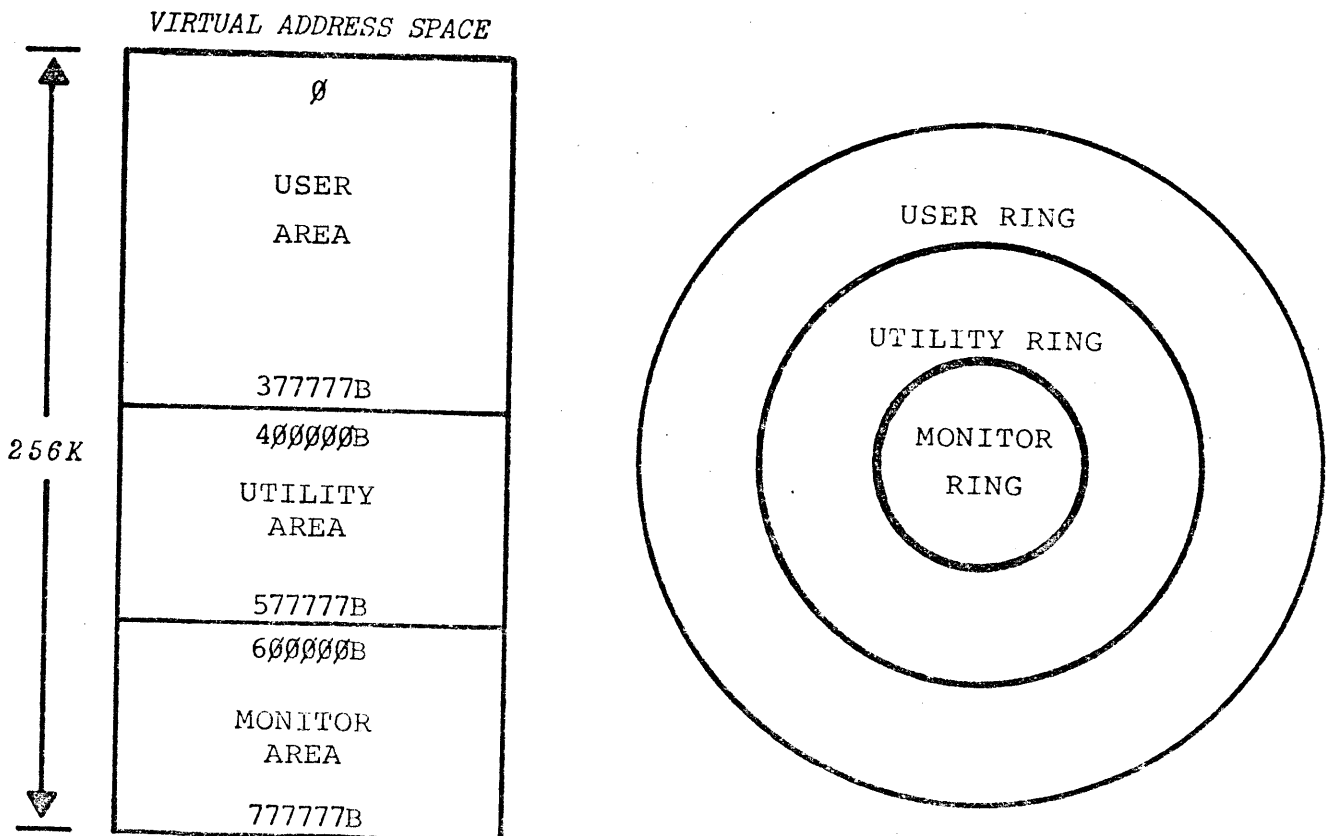 VIRTUAL ADDRESS SPACE
Ø
USER
AREA
377777B
4ØØØØØB
256K
UTILITY
AREA
577777B
6ØØØØØB
MONITOR
AREA
777777B
USER RING
UTILITY RING
MONITOR
RING